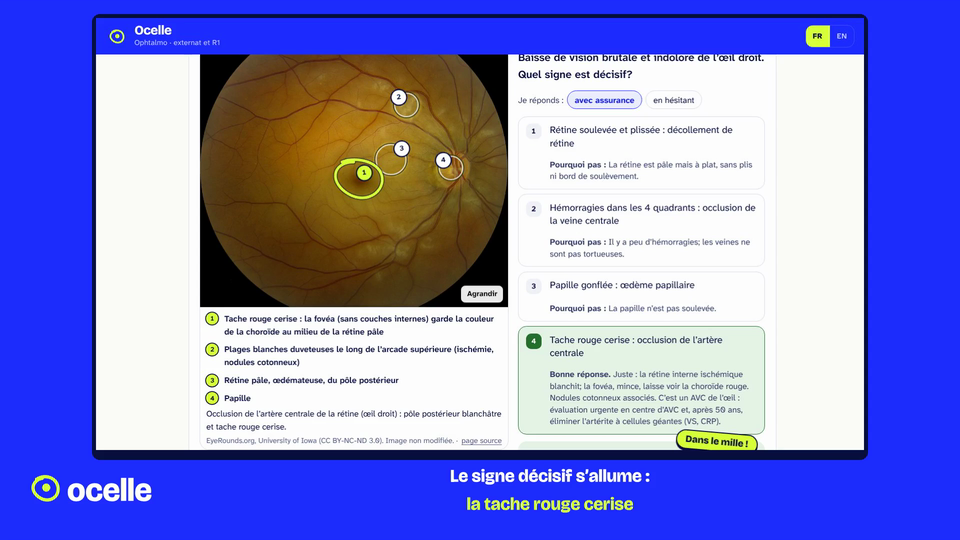 Ocelle
Ophtalmo · externat et R1
FR
EN
2
3
4
1
Agrandir
1
Tache rouge cerise : la fovéa (sans couches internes) garde la couleur
de la choroïde au milieu de la rétine pâle
2
Plages blanches duveteuses le long de l'arcade supérieure (ischémie,
nodules cotonneux)
3
Rétine pâle, œdémateuse, du pôle postérieur
4
Papille
Occlusion de l'artère centrale de la rétine (œil droit) : pôle postérieur blanchâtre
et tache rouge cerise.
EyeRounds.org, University of Iowa (CC BY-NC-ND 3.0). Image non modifiée. · page source
Baisse de vision brutale et indolore de l'œil droit.
Quel signe est décisif?
Je réponds :
avec assurance
en hésitant
1
Rétine soulevée et plissée : décollement de
rétine
Pourquoi pas : La rétine est pâle mais à plat, sans plis
ni bord de soulèvement.
2
Hémorragies dans les 4 quadrants : occlusion de
la veine centrale
Pourquoi pas : Il y a peu d'hémorragies; les veines ne
sont pas tortueuses.
3
Papille gonflée : œdème papillaire
Pourquoi pas : La papille n'est pas soulevée.
4
Tache rouge cerise : occlusion de l'artère
centrale
Bonne réponse. Juste : la rétine interne ischémique
blanchit; la fovéa, mince, laisse voir la choroïde rouge.
Nodules cotonneux associés. C'est un AVC de l'œil :
évaluation urgente en centre d'AVC et, après 50 ans,
éliminer l'artérite à cellules géantes (VS, CRP).
Dans le mille !
ocelle
Le signe décisif s'allume :
la tache rouge cerise